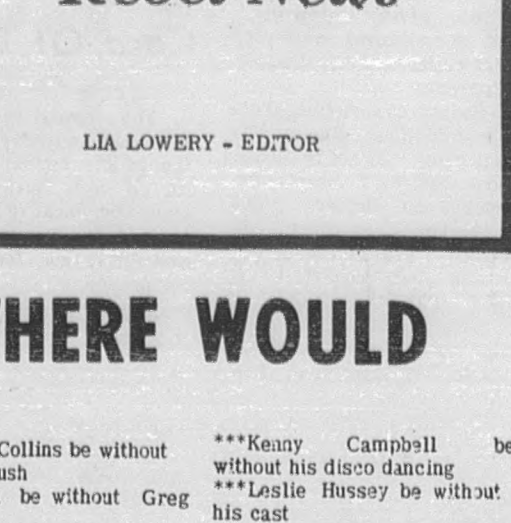 LIA LOWERY - EDITOR
HERE WOULD
Collins be without
ush
be without Greg
***Kenny Campbell be
without his disco dancing
***Leslie Hussey be without
his cast